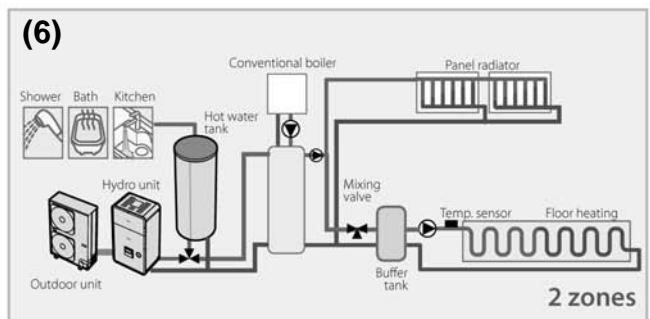 (6)
Conventional boiler
Panel radiator
Shower Bath Kitchen
Hot water
tank
Hydro unit
Mixing
valve
Temp. sensor Floor heating
Outdoor unit
Buffer
tank
2 zones